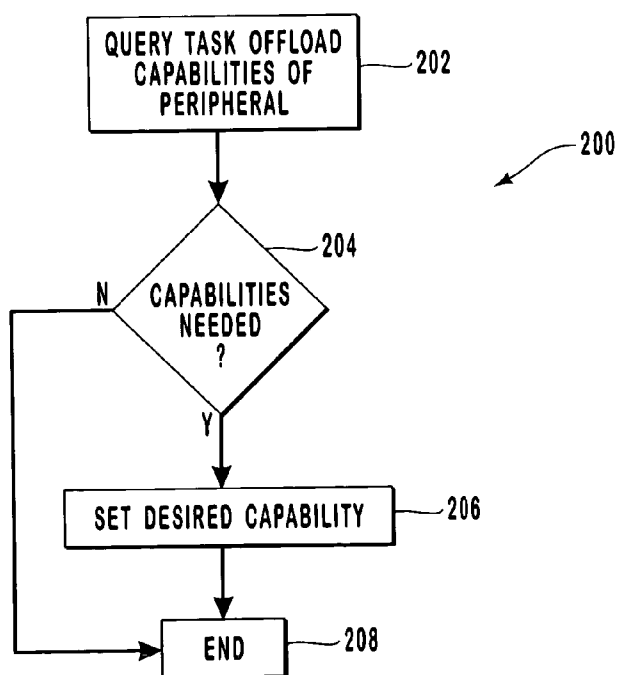 QUERY TASK OFFLOAD
CAPABILITIES OF
PERIPHERAL
202
200
204
N
CAPABILITIES
NEEDED
?
Y
SET DESIRED CAPABILITY
206
END
208